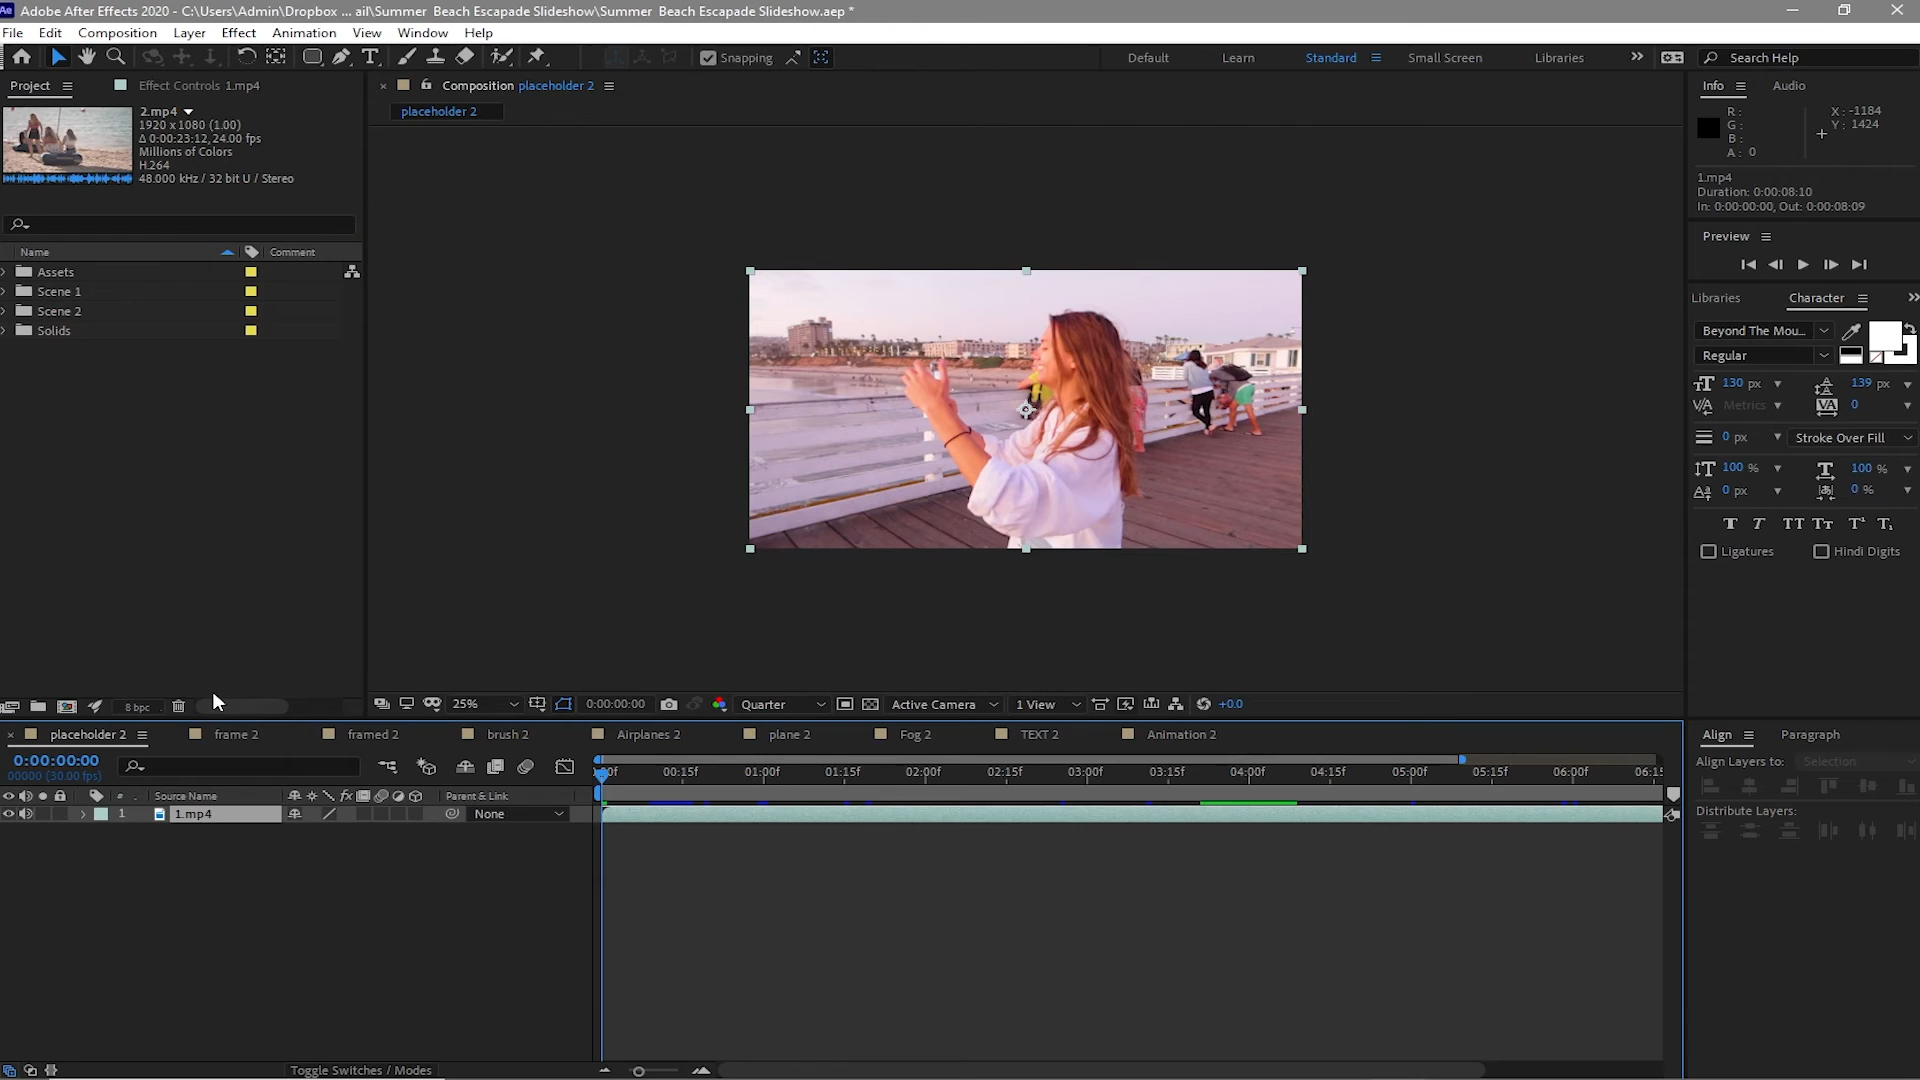 Adobe After Effects 2020 - C:\Users\Admin\Dropbox ... ail\Summer Beach Escapade Slideshow\Summer Beach Escapade Slideshow.aep *
File Edit Composition Layer Effect Animation View Window Help
Snapping
Default Learn Standard Small Screen Libraries
Search Help
Project
Effect Controls 1.mp4
2.mp4
1920 x 1080 (1.00)
Δ 0:00:23:12, 24.00 fps
Millions of Colors
H.264
48.000 kHz / 32 bit U / Stereo
Name Comment
Assets
Scene 1
Scene 2
Solids
8 bpc
Composition placeholder 2
placeholder 2
25%
0:00:00:00
Quarter
Active Camera
1 View
+0.0
Info Audio
R :
G :
B :
A : 0
X : -1184
Y : 1424
1.mp4
Duration: 0:00:08:10
In: 0:00:00:00, Out: 0:00:08:09
Preview
Libraries Character
Beyond The Mou...
Regular
130 px 139 px
Metrics 0
0 px Stroke Over Fill
100 % 100 %
0 px 0 %
Ligatures Hindi Digits
placeholder 2 frame 2 framed 2 brush 2 Airplanes 2 plane 2 Fog 2 TEXT 2 Animation 2
0:00:00:00
00000 (30.00 fps)
00:15f 01:00f 01:15f 02:00f 02:15f 03:00f 03:15f 04:00f 04:15f 05:00f 05:15f 06:00f
# Source Name Parent & Link
1 1.mp4 None
Toggle Switches / Modes
Align Paragraph
Align Layers to: Selection
Distribute Layers: